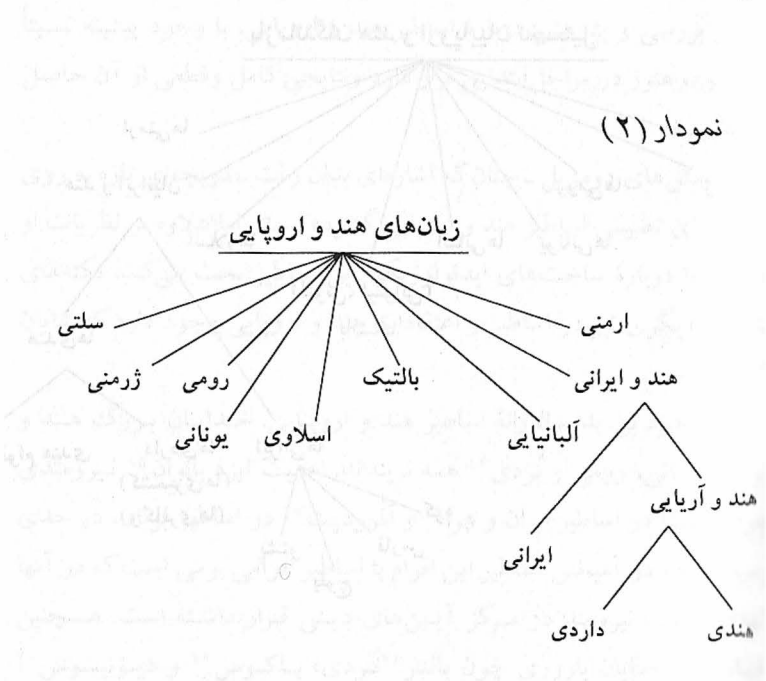 نمودار (۲)
زبان‌های هند و اروپایی
ارمنی
هند و ایرانی
آلبانیایی
بالتیک
اسلاوی
یونانی
رومی
ژرمنی
سلتی
هند و آریایی
ایرانی
هندی
داردی